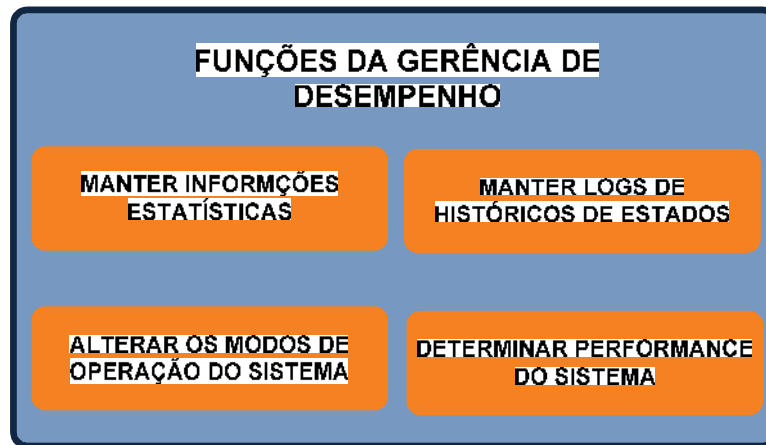 FUNÇÕES DA GERÊNCIA DE
DESEMPENHO
MANTER INFORMÇÕES
ESTATÍSTICAS
MANTER LOGS DE
HISTÓRICOS DE ESTADOS
ALTERAR OS MODOS DE
OPERAÇÃO DO SISTEMA
DETERMINAR PERFORMANCE
DO SISTEMA